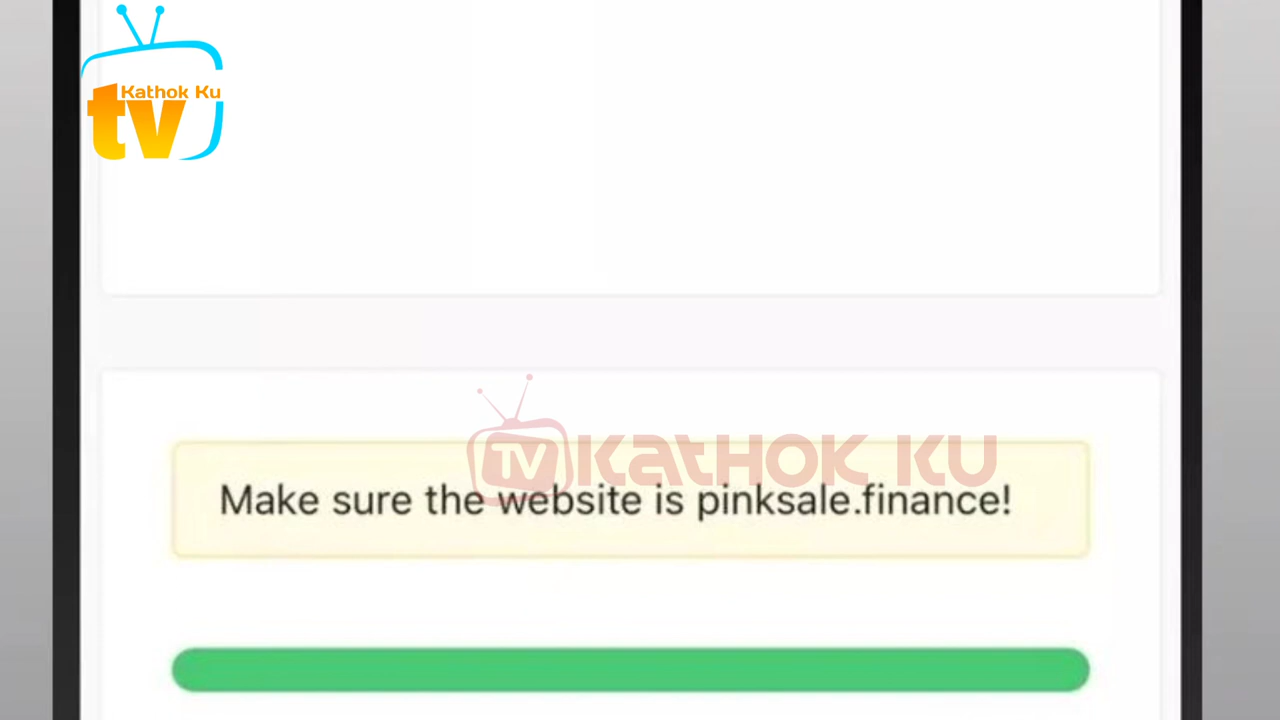 Kathok Ku
tv
TV KATHOK KU
Make sure the website is pinksale.finance!